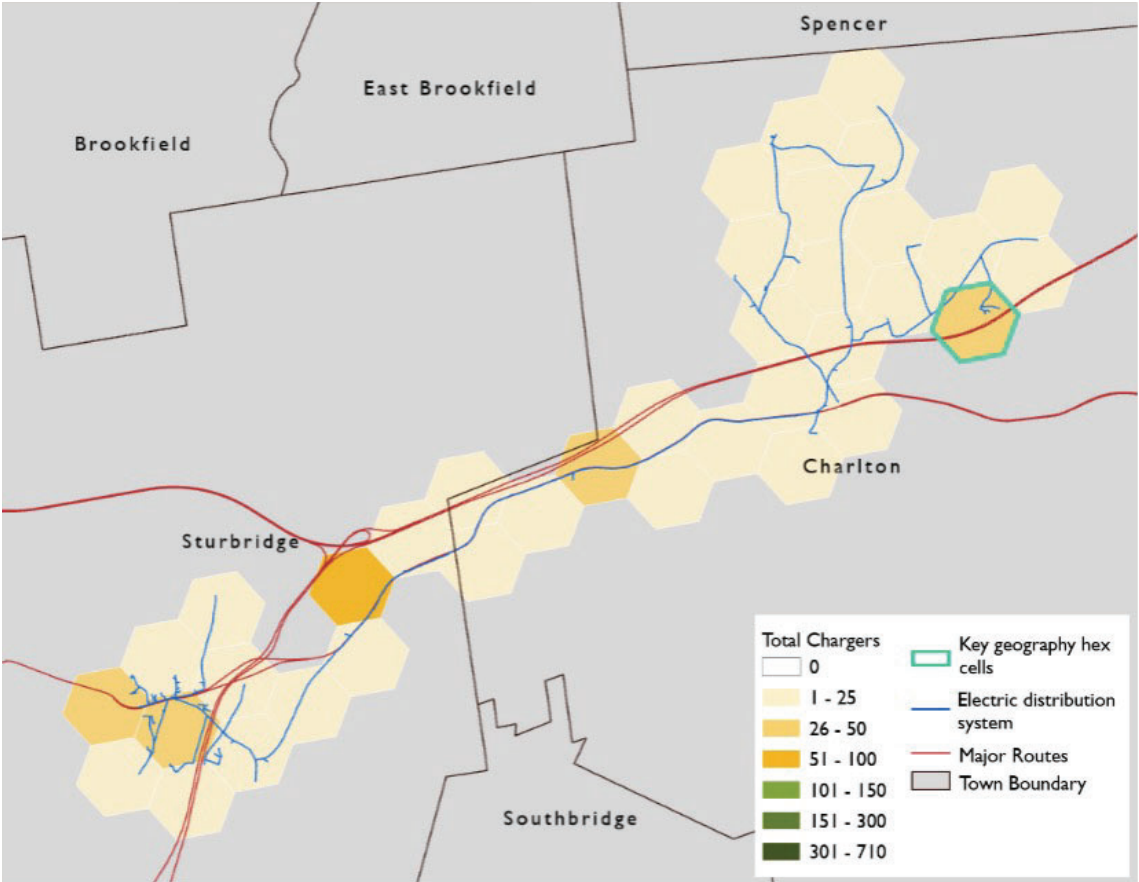 Spencer
East Brookfield
Brookfield
Charlton
Sturbridge
Southbridge
Total Chargers
0
1 - 25
26 - 50
51 - 100
101 - 150
151 - 300
301 - 710
Key geography hex
cells
Electric distribution
system
Major Routes
Town Boundary